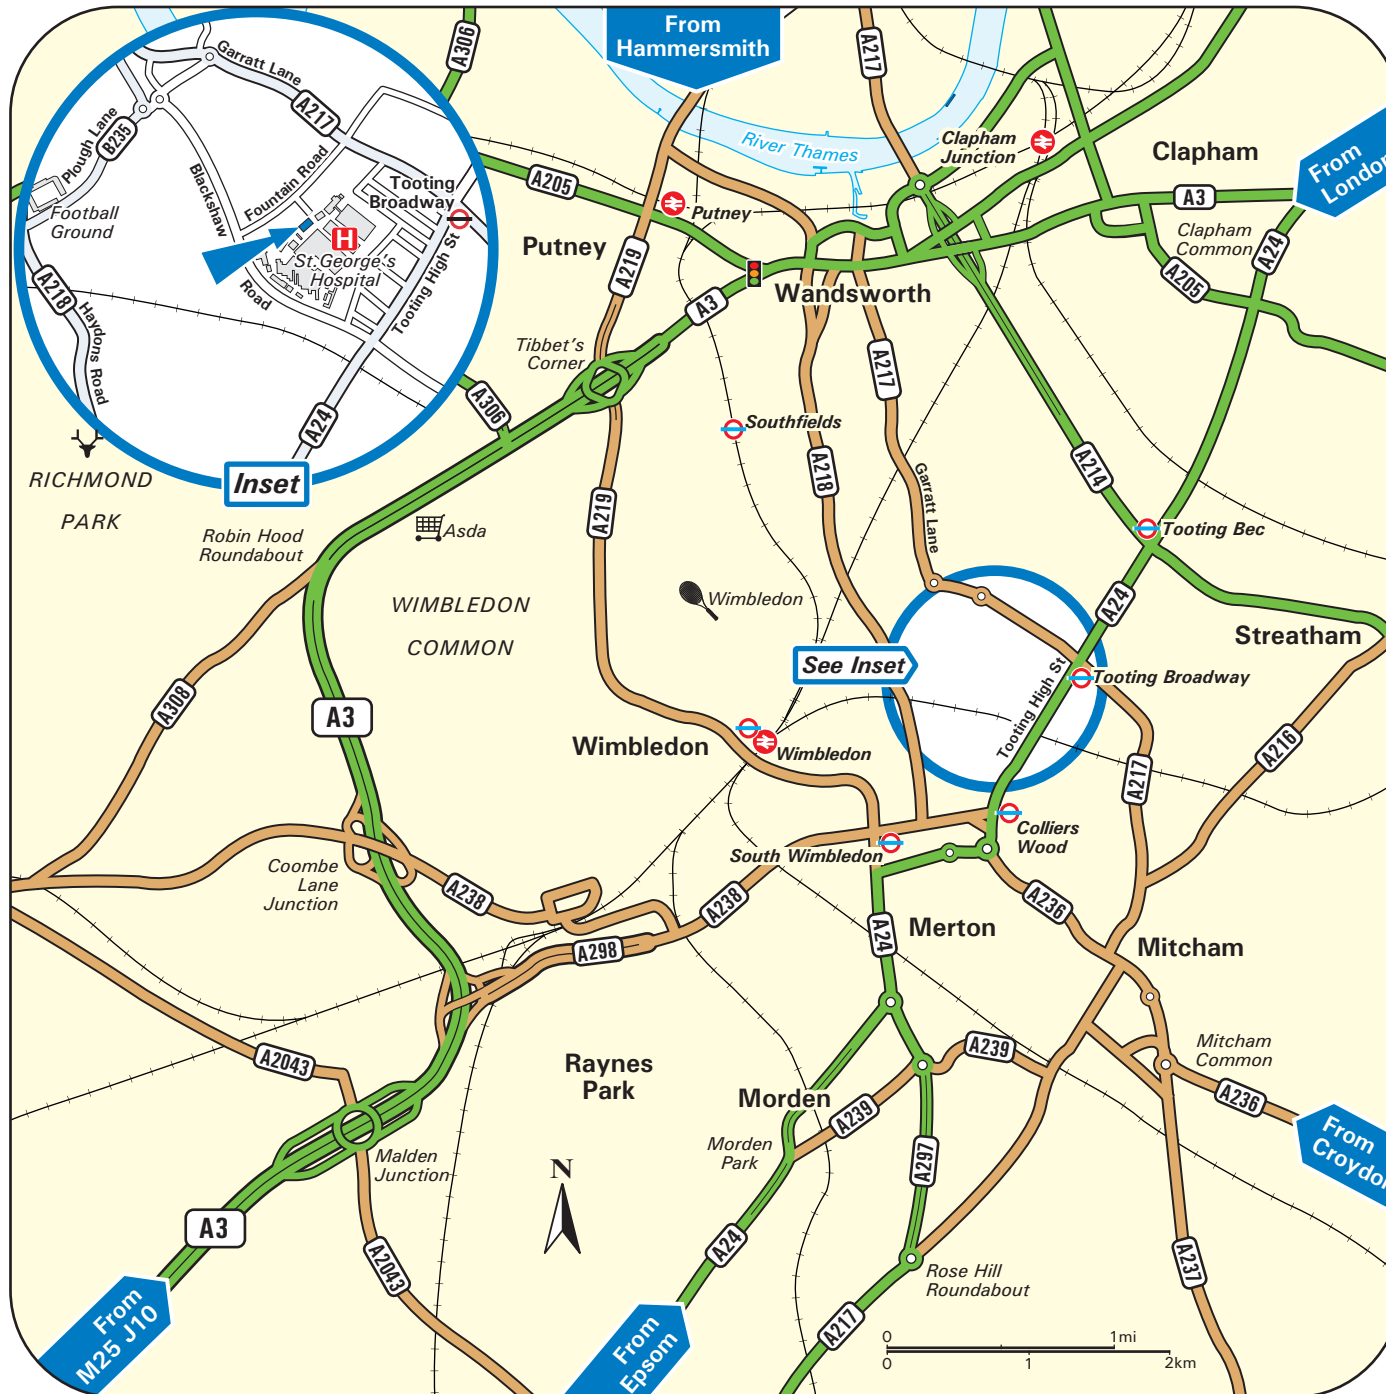 From
Hammersmith
A306
A217
Garratt Lane
A217
Plough Lane
B235
Blackshaw
Road
Fountain Road
Tooting
Broadway
Football
Ground
H
St George's
Hospital
Tooting High St
A218
Haydons Road
A24
Inset
River Thames
Clapham
Junction
Clapham
From
London
A3
A205
Putney
Putney
A219
Clapham
Common
A24
A205
Wandsworth
A3
Tibbet's
Corner
A306
A217
Southfields
A218
Garratt Lane
A214
RICHMOND
PARK
Robin Hood
Roundabout
Asda
A219
Tooting Bec
WIMBLEDON
COMMON
Wimbledon
A24
Streatham
See Inset
Tooting High St
Tooting Broadway
A308
A3
Wimbledon
Wimbledon
A217
A216
Colliers
Wood
South Wimbledon
Coombe
Lane
Junction
A238
A238
A236
A24
Merton
Mitcham
A298
A2043
Raynes
Park
A239
Mitcham
Common
A236
Morden
A239
From
Croydon
Morden
Park
A297
Malden
Junction
N
A3
A24
A2043
Rose Hill
Roundabout
A237
From
M25 J10
From
Epsom
A217
0 1mi
0 1 2km